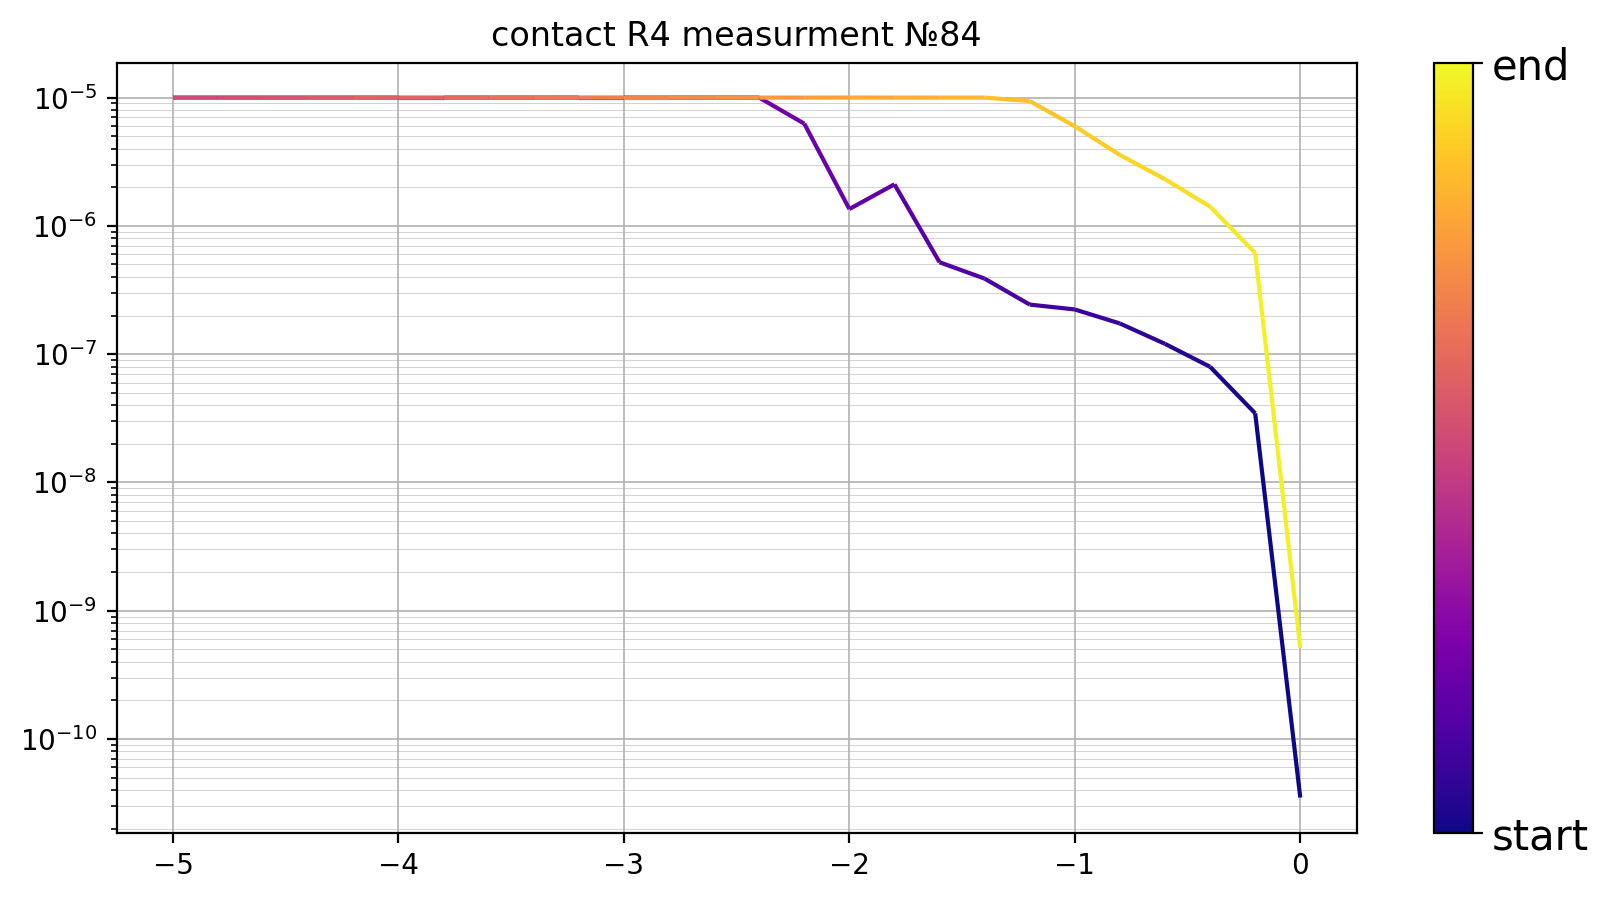 contact R4 measurment №84
10⁻⁵
10⁻⁶
10⁻⁷
10⁻⁸
10⁻⁹
10⁻¹⁰
−5 −4 −3 −2 −1 0
end
start